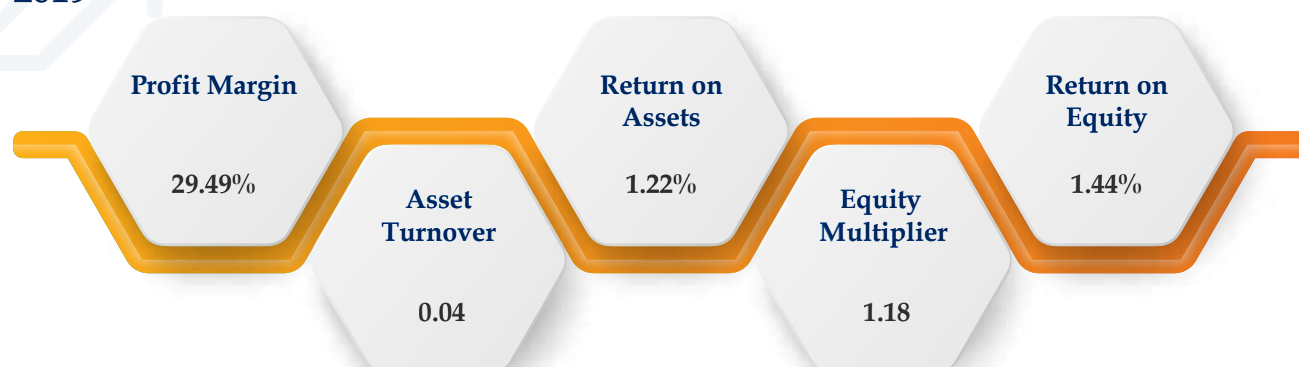 2019
Profit Margin
29.49%
Asset
Turnover
0.04
Return on
Assets
1.22%
Equity
Multiplier
1.18
Return on
Equity
1.44%